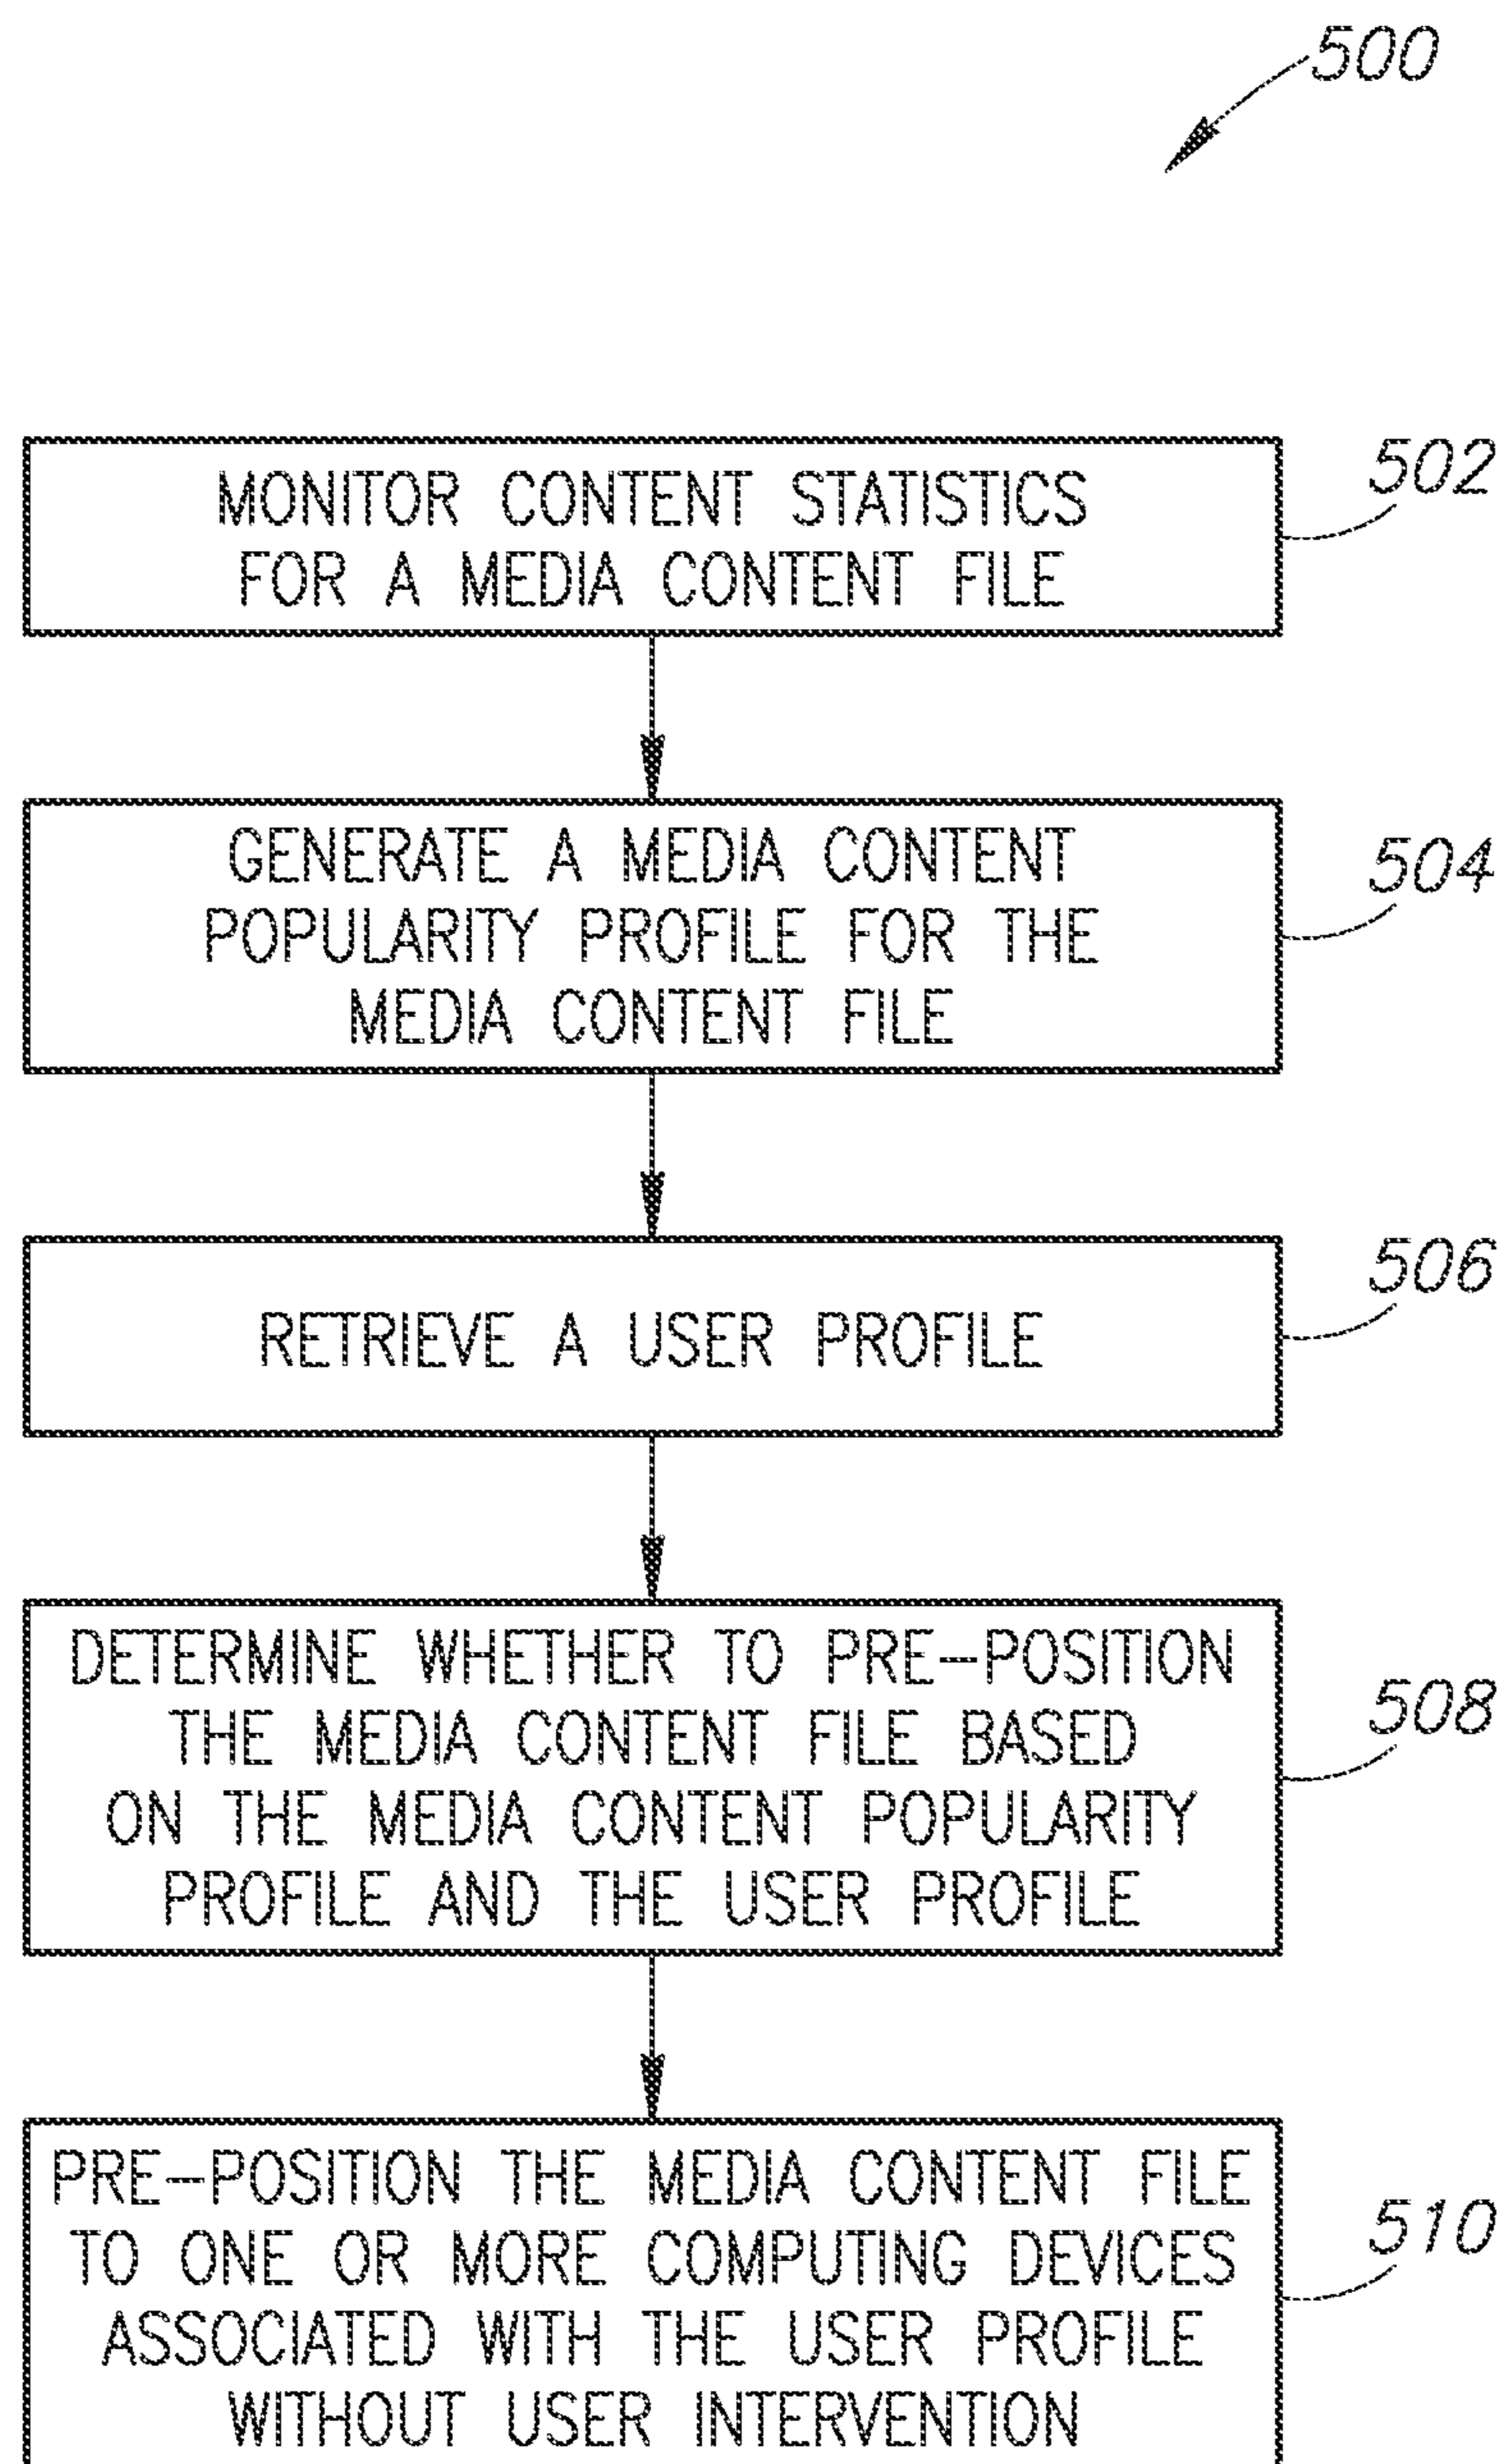 500
MONITOR CONTENT STATISTICS
FOR A MEDIA CONTENT FILE
502
GENERATE A MEDIA CONTENT
POPULARITY PROFILE FOR THE
MEDIA CONTENT FILE
504
RETRIEVE A USER PROFILE
506
DETERMINE WHETHER TO PRE-POSITION
THE MEDIA CONTENT FILE BASED
ON THE MEDIA CONTENT POPULARITY
PROFILE AND THE USER PROFILE
508
PRE-POSITION THE MEDIA CONTENT FILE
TO ONE OR MORE COMPUTING DEVICES
ASSOCIATED WITH THE USER PROFILE
WITHOUT USER INTERVENTION
510